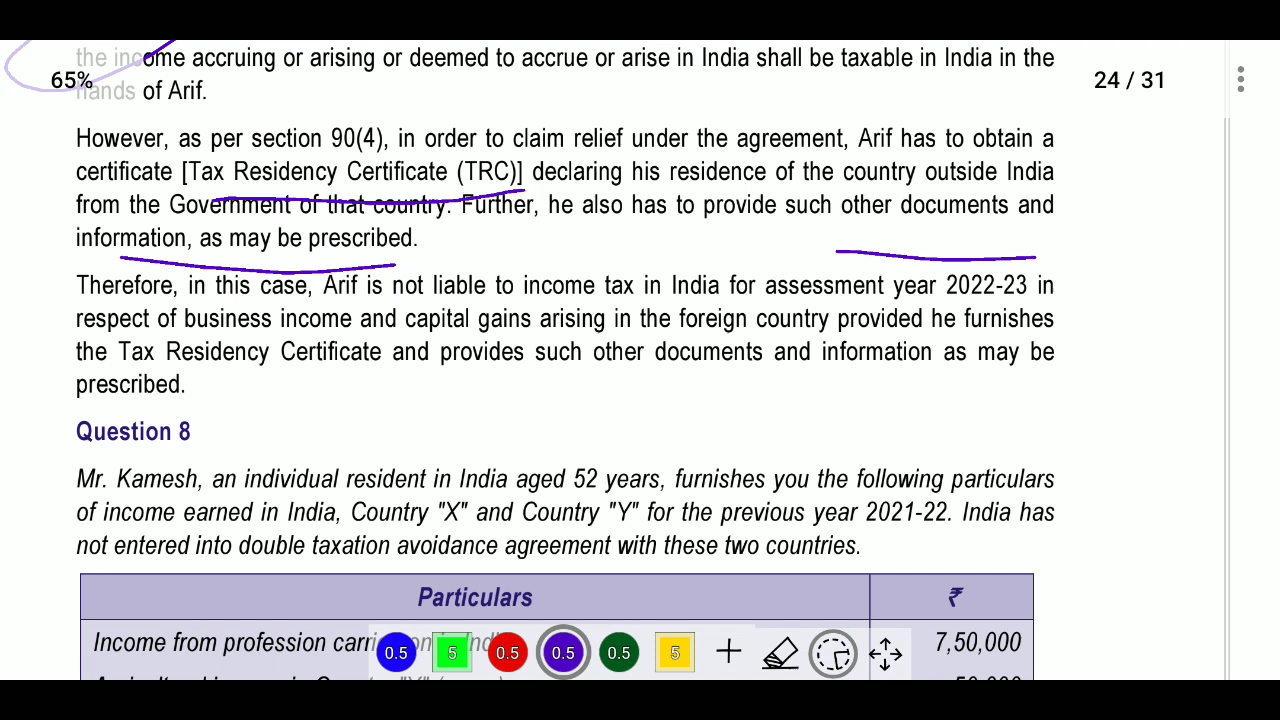 the income accruing or arising or deemed to accrue or arise in India shall be taxable in India in the
65%
24 / 31
hands of Arif.
However, as per section 90(4), in order to claim relief under the agreement, Arif has to obtain a
certificate [Tax Residency Certificate (TRC)] declaring his residence of the country outside India
from the Government of that country. Further, he also has to provide such other documents and
information, as may be prescribed.
Therefore, in this case, Arif is not liable to income tax in India for assessment year 2022-23 in
respect of business income and capital gains arising in the foreign country provided he furnishes
the Tax Residency Certificate and provides such other documents and information as may be
prescribed.
Question 8
Mr. Kamesh, an individual resident in India aged 52 years, furnishes you the following particulars
of income earned in India, Country "X" and Country "Y" for the previous year 2021-22. India has
not entered into double taxation avoidance agreement with these two countries.
Particulars ₹
Income from profession 7,50,000
0.5 5 0.5 0.5 0.5 5